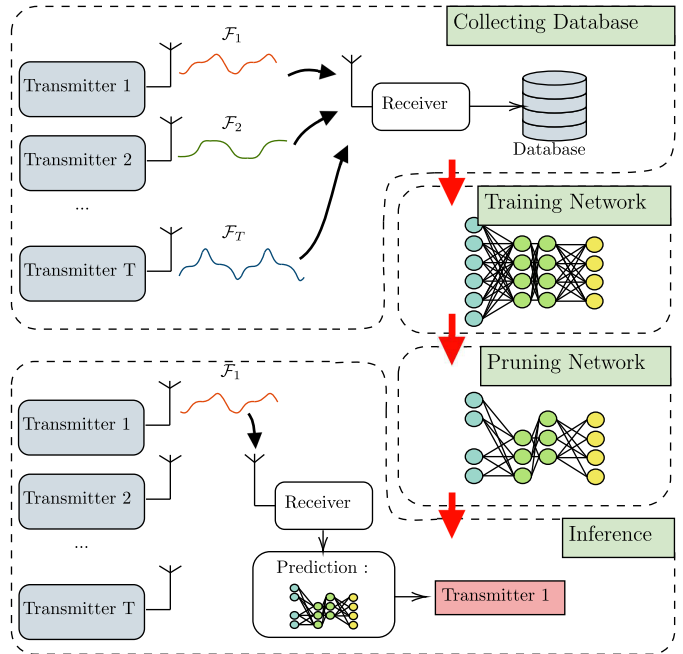 Collecting Database
Transmitter 1
ℱ₁
Receiver
Database
Transmitter 2
ℱ₂
...
Transmitter T
ℱ_T
Training Network
Pruning Network
Transmitter 1
ℱ₁
Transmitter 2
Receiver
...
Transmitter T
Inference
Prediction :
Transmitter 1